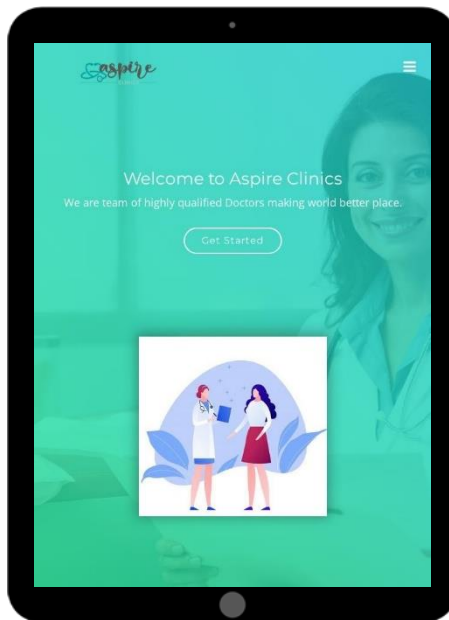 aspire
Welcome to Aspire Clinics
We are team of highly qualified Doctors making world better place.
Get Started